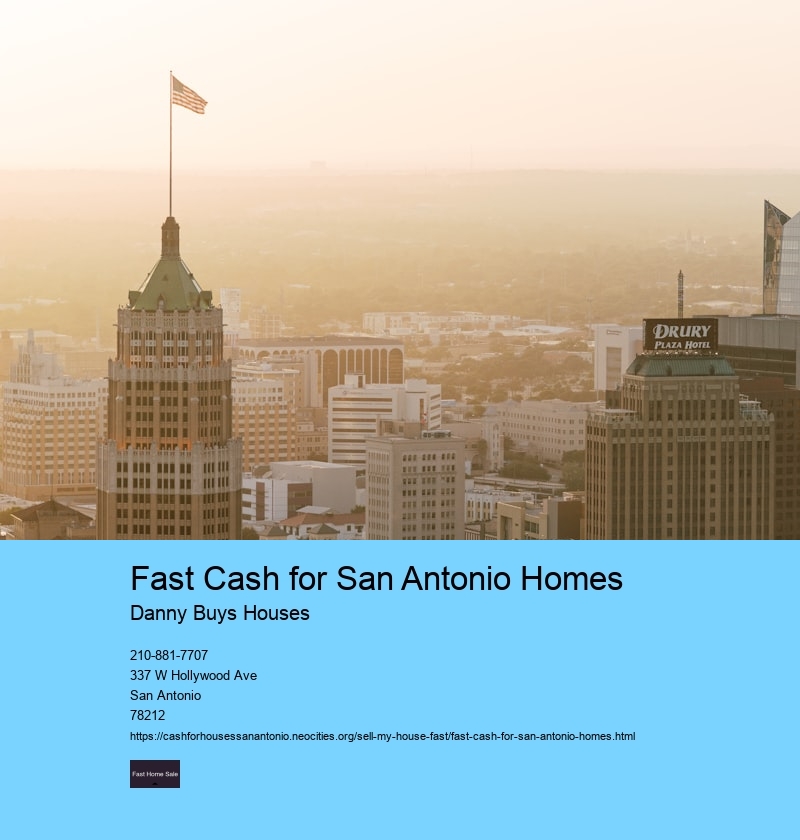 DRURY
PLAZA HOTEL
Fast Cash for San Antonio Homes
Danny Buys Houses
210-881-7707
337 W Hollywood Ave
San Antonio
78212
https://cashforhousessanantonio.neocities.org/sell-my-house-fast/fast-cash-for-san-antonio-homes.html
Fast Home Sale